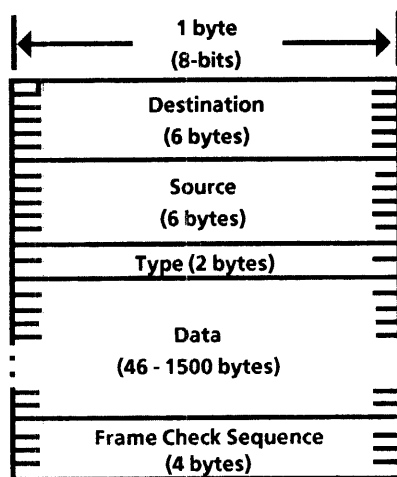 1 byte
(8-bits)
Destination
(6 bytes)
Source
(6 bytes)
Type (2 bytes)
Data
(46 - 1500 bytes)
Frame Check Sequence
(4 bytes)